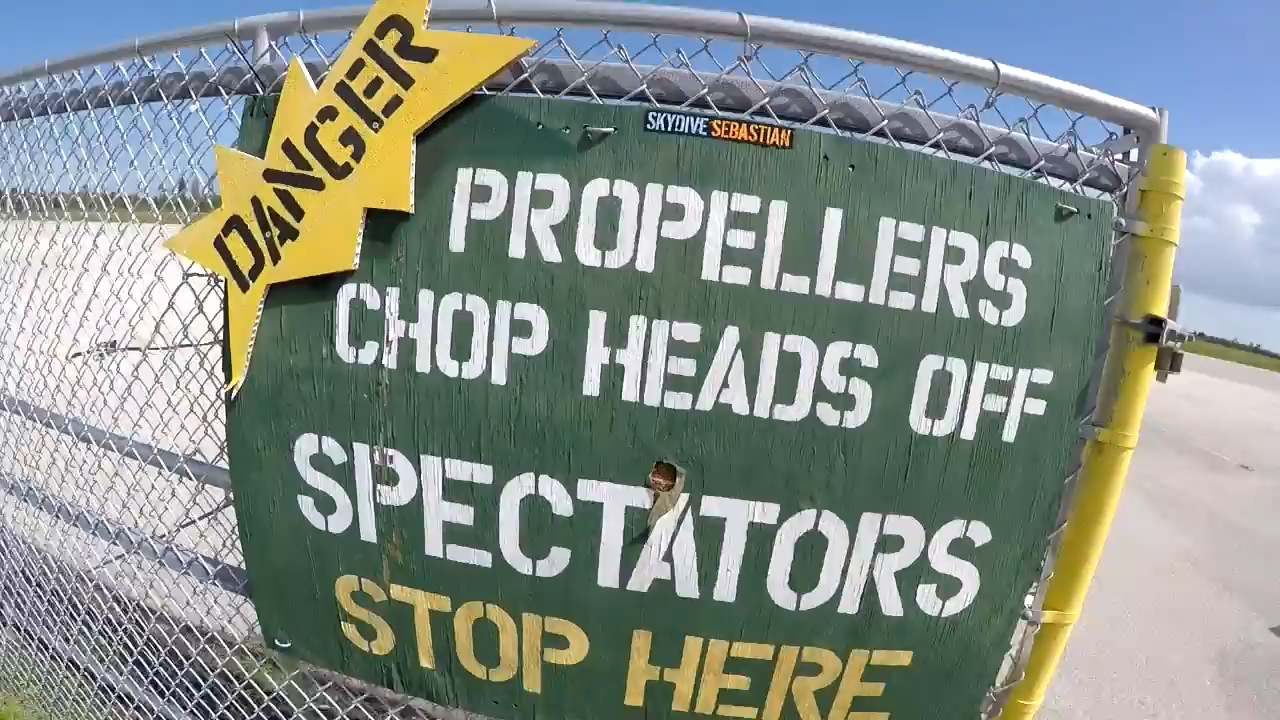 DANGER
SKYDIVE SEBASTIAN
PROPELLERS
CHOP HEADS OFF
SPECTATORS
STOP HERE